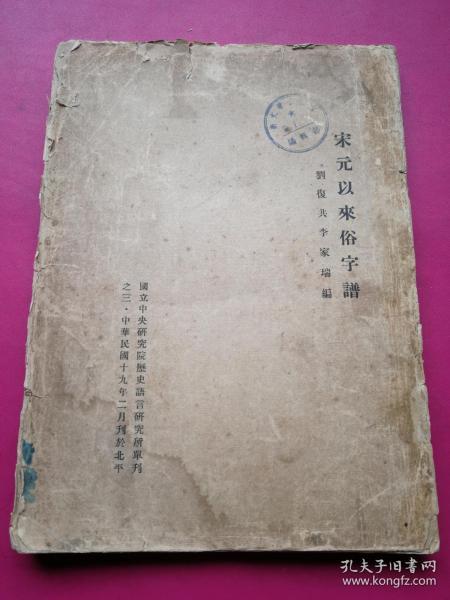 宋元以來俗字譜
劉復共李家瑞編
國立中央研究院歷史語言研究所單刊
之三·中華民國十九年二月刊於北平
孔夫子旧书网
www.kongfz.com